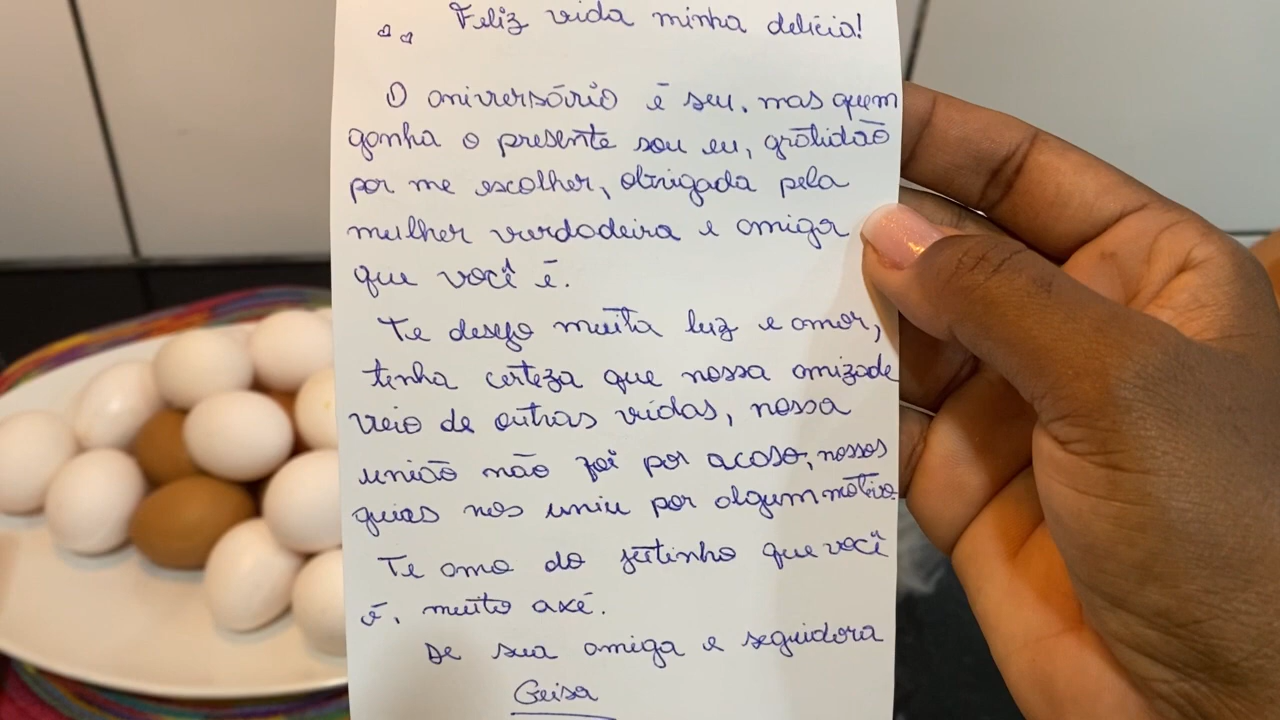 Feliz vida minha delicia!
O aniversário é seu, mas quem
ganha o presente sou eu, gratidão
por me escolher, obrigada pela
mulher verdadeira e amiga
que você é.
Te desejo muita luz e amor,
tenha certeza que nossa amizade
veio de outras vidas, nossa
união não foi por acaso, nossos
guias nos uniu por algum motivo.
Te amo do jeitinho que você
é, muito axé.
De sua amiga e seguidora
Geisa